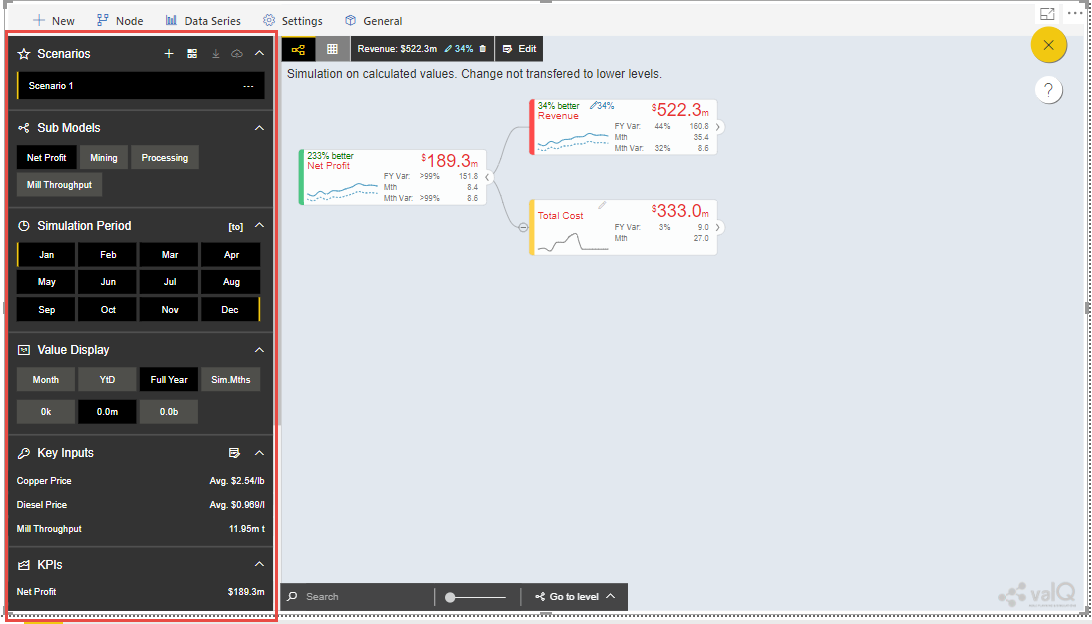 New Node Data Series Settings General
Scenarios
Scenario 1
Sub Models
Net Profit Mining Processing
Mill Throughput
Simulation Period [to]
Jan Feb Mar Apr
May Jun Jul Aug
Sep Oct Nov Dec
Value Display
Month YtD Full Year Sim.Mths
0k 0.0m 0.0b
Key Inputs
Copper Price Avg. $2.54/lb
Diesel Price Avg. $0.969/l
Mill Throughput 11.95m t
KPIs
Net Profit $189.3m
Revenue: $522.3m 34% Edit
Simulation on calculated values. Change not transfered to lower levels.
233% better
Net Profit $189.3m
FY Var: >99% 151.8
Mth 8.4
Mth Var: >99% 8.6
34% better 34%
Revenue $522.3m
FY Var: 44% 160.8
Mth 35.4
Mth Var: 32% 8.6
Total Cost $333.0m
FY Var: 3% 9.0
Mth 27.0
Search Go to level
?
valQ